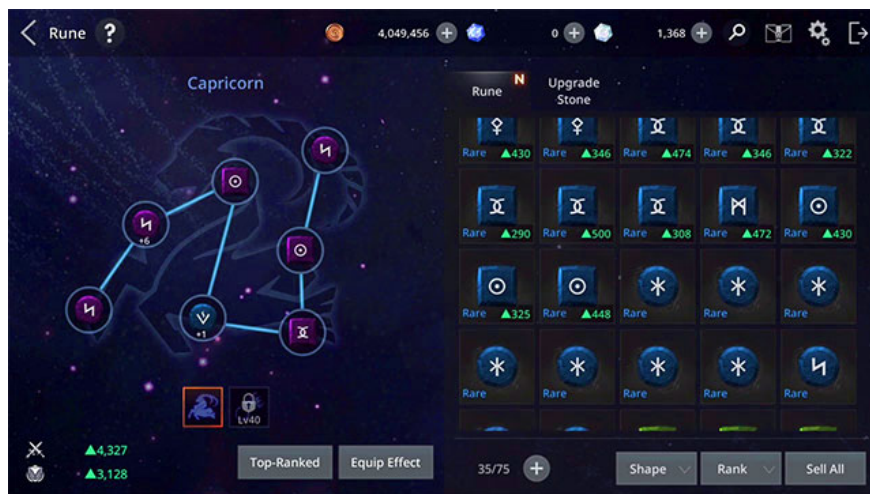 Rune ?
4,049,456 0 1,368
Capricorn
Rune N
Upgrade
Stone
Rare ▲430 Rare ▲346 Rare ▲474 Rare ▲346 Rare ▲322
Rare ▲290 Rare ▲500 Rare ▲308 Rare ▲472 Rare ▲430
Rare ▲325 Rare ▲448 Rare Rare Rare
Rare Rare Rare Rare Rare
+6
+1
Lv40
▲4,327
▲3,128
Top-Ranked
Equip Effect
35/75
Shape
Rank
Sell All